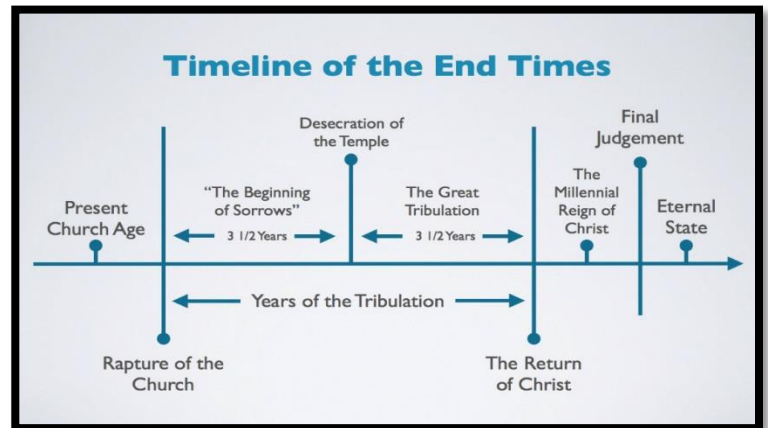 Timeline of the End Times
Present
Church Age
"The Beginning
of Sorrows"
3 1/2 Years
Desecration of
the Temple
The Great
Tribulation
3 1/2 Years
The
Millennial
Reign of
Christ
Final
Judgement
Eternal
State
Years of the Tribulation
Rapture of the
Church
The Return
of Christ